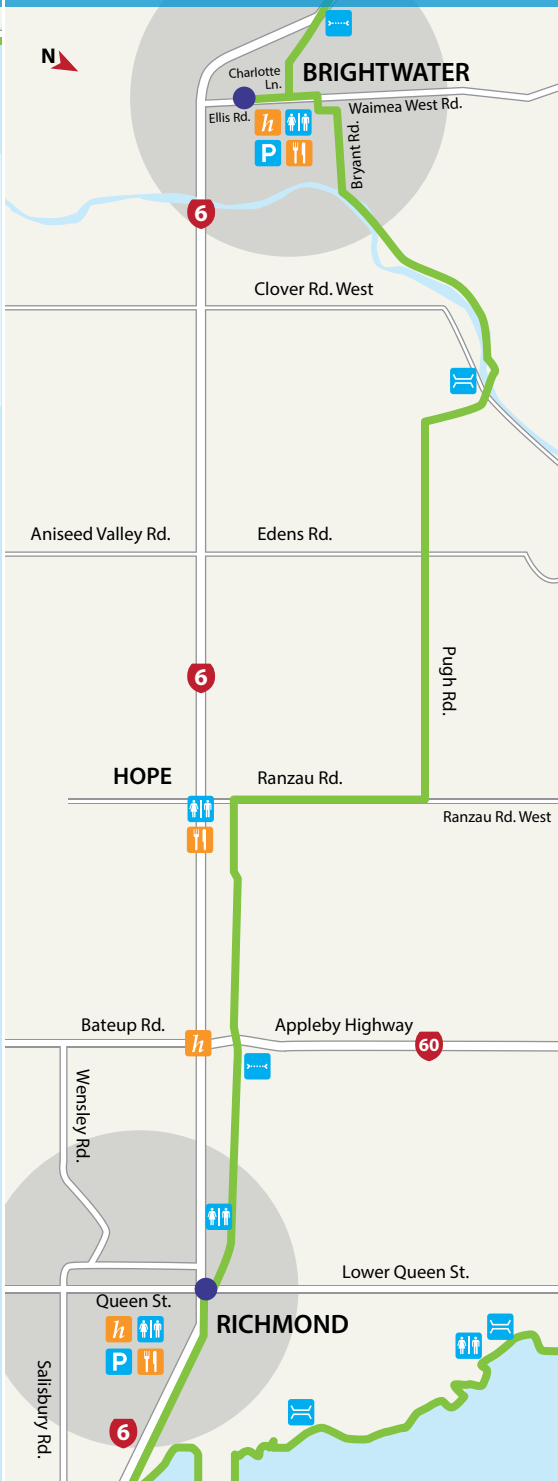 N
Charlotte
Ln.
BRIGHTWATER
Ellis Rd.
Waimea West Rd.
h
P
Bryant Rd.
6
Clover Rd. West
Aniseed Valley Rd.
Edens Rd.
Pugh Rd.
6
HOPE
Ranzau Rd.
Ranzau Rd. West
Bateup Rd.
h
Appleby Highway
60
Wensley Rd.
Lower Queen St.
Queen St.
RICHMOND
h
P
Salisbury Rd.
6